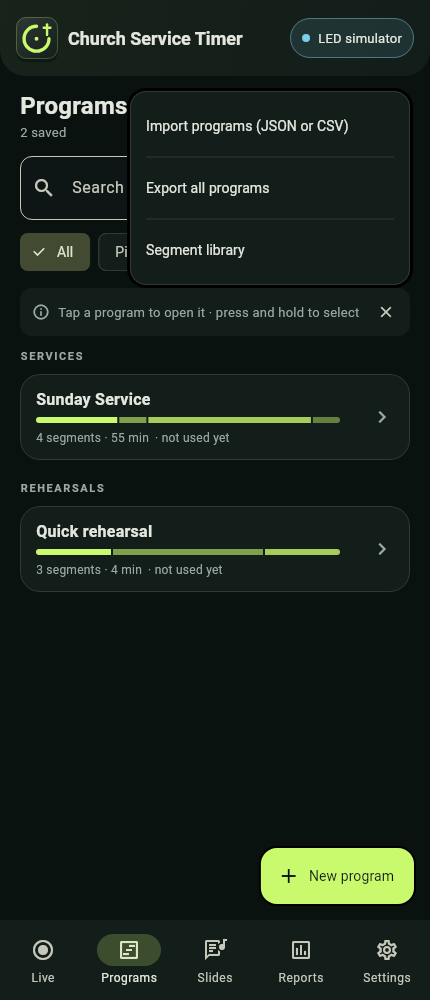 Church Service Timer
LED simulator
Programs
2 saved
Import programs (JSON or CSV)
Export all programs
Segment library
Search
All
Pi
Tap a program to open it · press and hold to select
SERVICES
Sunday Service
4 segments · 55 min · not used yet
REHEARSALS
Quick rehearsal
3 segments · 4 min · not used yet
New program
Live
Programs
Slides
Reports
Settings